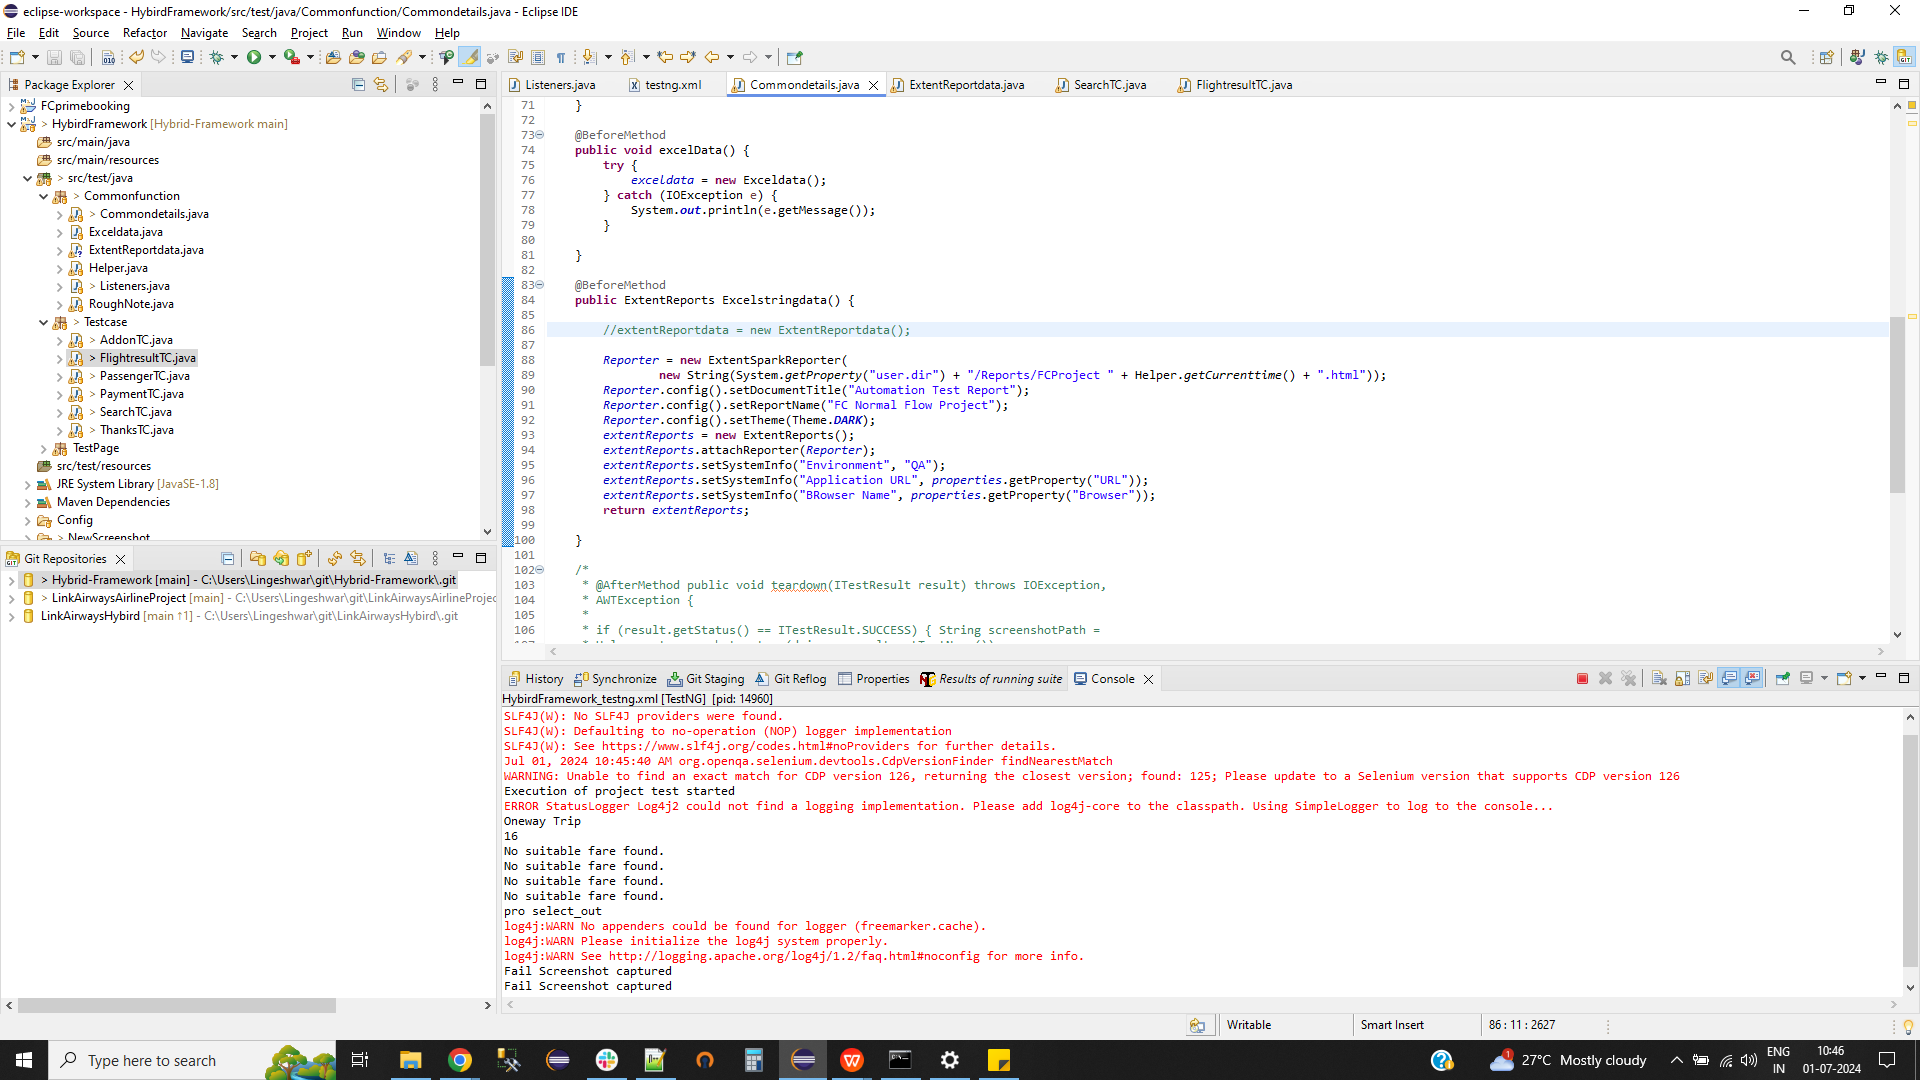 eclipse-workspace - HybirdFramework/src/test/java/Commonfunction/Commondetails.java - Eclipse IDE
File Edit Source Refactor Navigate Search Project Run Window Help
Package Explorer
FCprimebooking
> HybirdFramework [Hybrid-Framework main]
src/main/java
src/main/resources
> src/test/java
> Commonfunction
> Commondetails.java
Exceldata.java
ExtentReportdata.java
Helper.java
> Listeners.java
RoughNote.java
> Testcase
> AddonTC.java
> FlightresultTC.java
> PassengerTC.java
> PaymentTC.java
> SearchTC.java
> ThanksTC.java
TestPage
src/test/resources
JRE System Library [JavaSE-1.8]
Maven Dependencies
Config
> NewScreenshot
Git Repositories
> Hybrid-Framework [main] - C:\Users\Lingeshwar\git\Hybrid-Framework\.git
> LinkAirwaysAirlineProject [main] - C:\Users\Lingeshwar\git\LinkAirwaysAirlineProjec
LinkAirwaysHybird [main ↑1] - C:\Users\Lingeshwar\git\LinkAirwaysHybird\.git
Listeners.java testng.xml Commondetails.java ExtentReportdata.java SearchTC.java FlightresultTC.java
71 }
72
73 @BeforeMethod
74 public void excelData() {
75 try {
76 exceldata = new Exceldata();
77 } catch (IOException e) {
78 System.out.println(e.getMessage());
79 }
80
81 }
82
83 @BeforeMethod
84 public ExtentReports Excelstringdata() {
85
86 //extentReportdata = new ExtentReportdata();
87
88 Reporter = new ExtentSparkReporter(
89 new String(System.getProperty("user.dir") + "/Reports/FCProject " + Helper.getCurrenttime() + ".html"));
90 Reporter.config().setDocumentTitle("Automation Test Report");
91 Reporter.config().setReportName("FC Normal Flow Project");
92 Reporter.config().setTheme(Theme.DARK);
93 extentReports = new ExtentReports();
94 extentReports.attachReporter(Reporter);
95 extentReports.setSystemInfo("Environment", "QA");
96 extentReports.setSystemInfo("Application URL", properties.getProperty("URL"));
97 extentReports.setSystemInfo("BRowser Name", properties.getProperty("Browser"));
98 return extentReports;
99
100 }
101
102 /*
103 * @AfterMethod public void teardown(ITestResult result) throws IOException,
104 * AWTException {
105 *
106 * if (result.getStatus() == ITestResult.SUCCESS) { String screenshotPath =
History Synchronize Git Staging Git Reflog Properties Results of running suite Console
HybirdFramework_testng.xml [TestNG] [pid: 14960]
SLF4J(W): No SLF4J providers were found.
SLF4J(W): Defaulting to no-operation (NOP) logger implementation
SLF4J(W): See https://www.slf4j.org/codes.html#noProviders for further details.
Jul 01, 2024 10:45:40 AM org.openqa.selenium.devtools.CdpVersionFinder findNearestMatch
WARNING: Unable to find an exact match for CDP version 126, returning the closest version; found: 125; Please update to a Selenium version that supports CDP version 126
Execution of project test started
ERROR StatusLogger Log4j2 could not find a logging implementation. Please add log4j-core to the classpath. Using SimpleLogger to log to the console...
Oneway Trip
16
No suitable fare found.
No suitable fare found.
No suitable fare found.
No suitable fare found.
pro select_out
log4j:WARN No appenders could be found for logger (freemarker.cache).
log4j:WARN Please initialize the log4j system properly.
log4j:WARN See http://logging.apache.org/log4j/1.2/faq.html#noconfig for more info.
Fail Screenshot captured
Fail Screenshot captured
Writable Smart Insert 86 : 11 : 2627
Type here to search
27°C Mostly cloudy
ENG
IN
10:46
01-07-2024